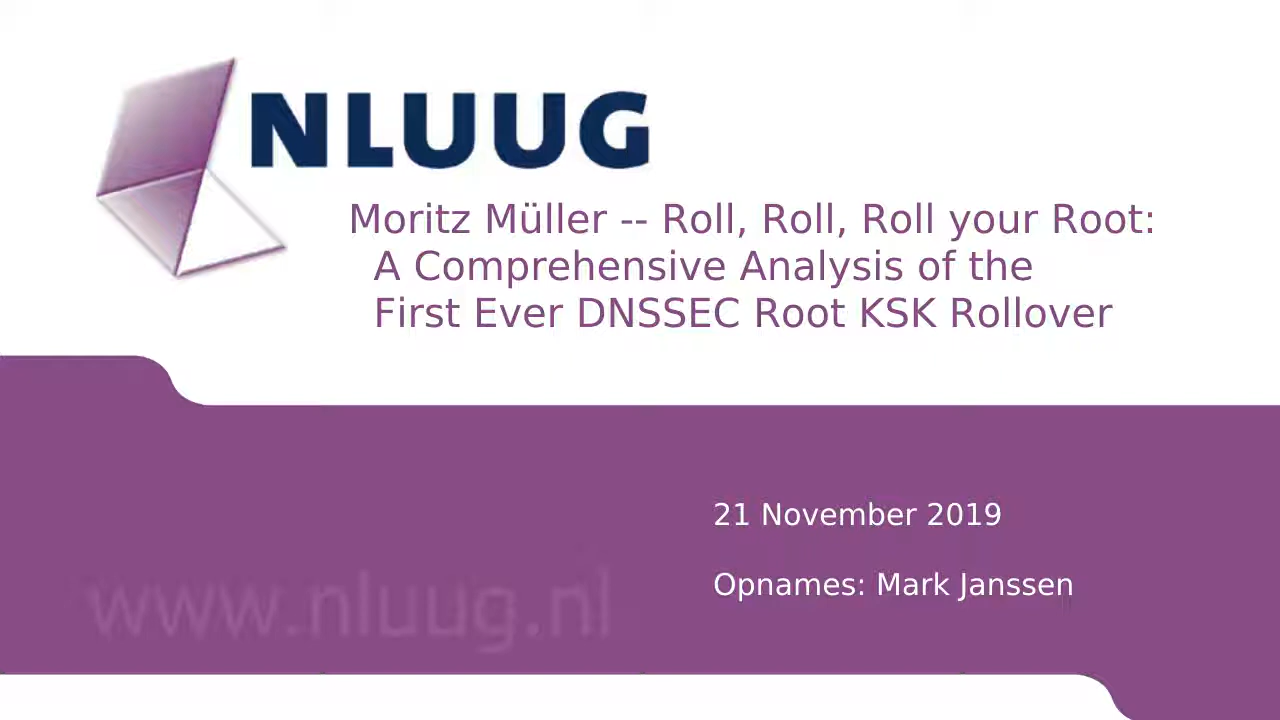 NLUUG
Moritz Müller -- Roll, Roll, Roll your Root:
A Comprehensive Analysis of the
First Ever DNSSEC Root KSK Rollover
21 November 2019
Opnames: Mark Janssen
www.nluug.nl